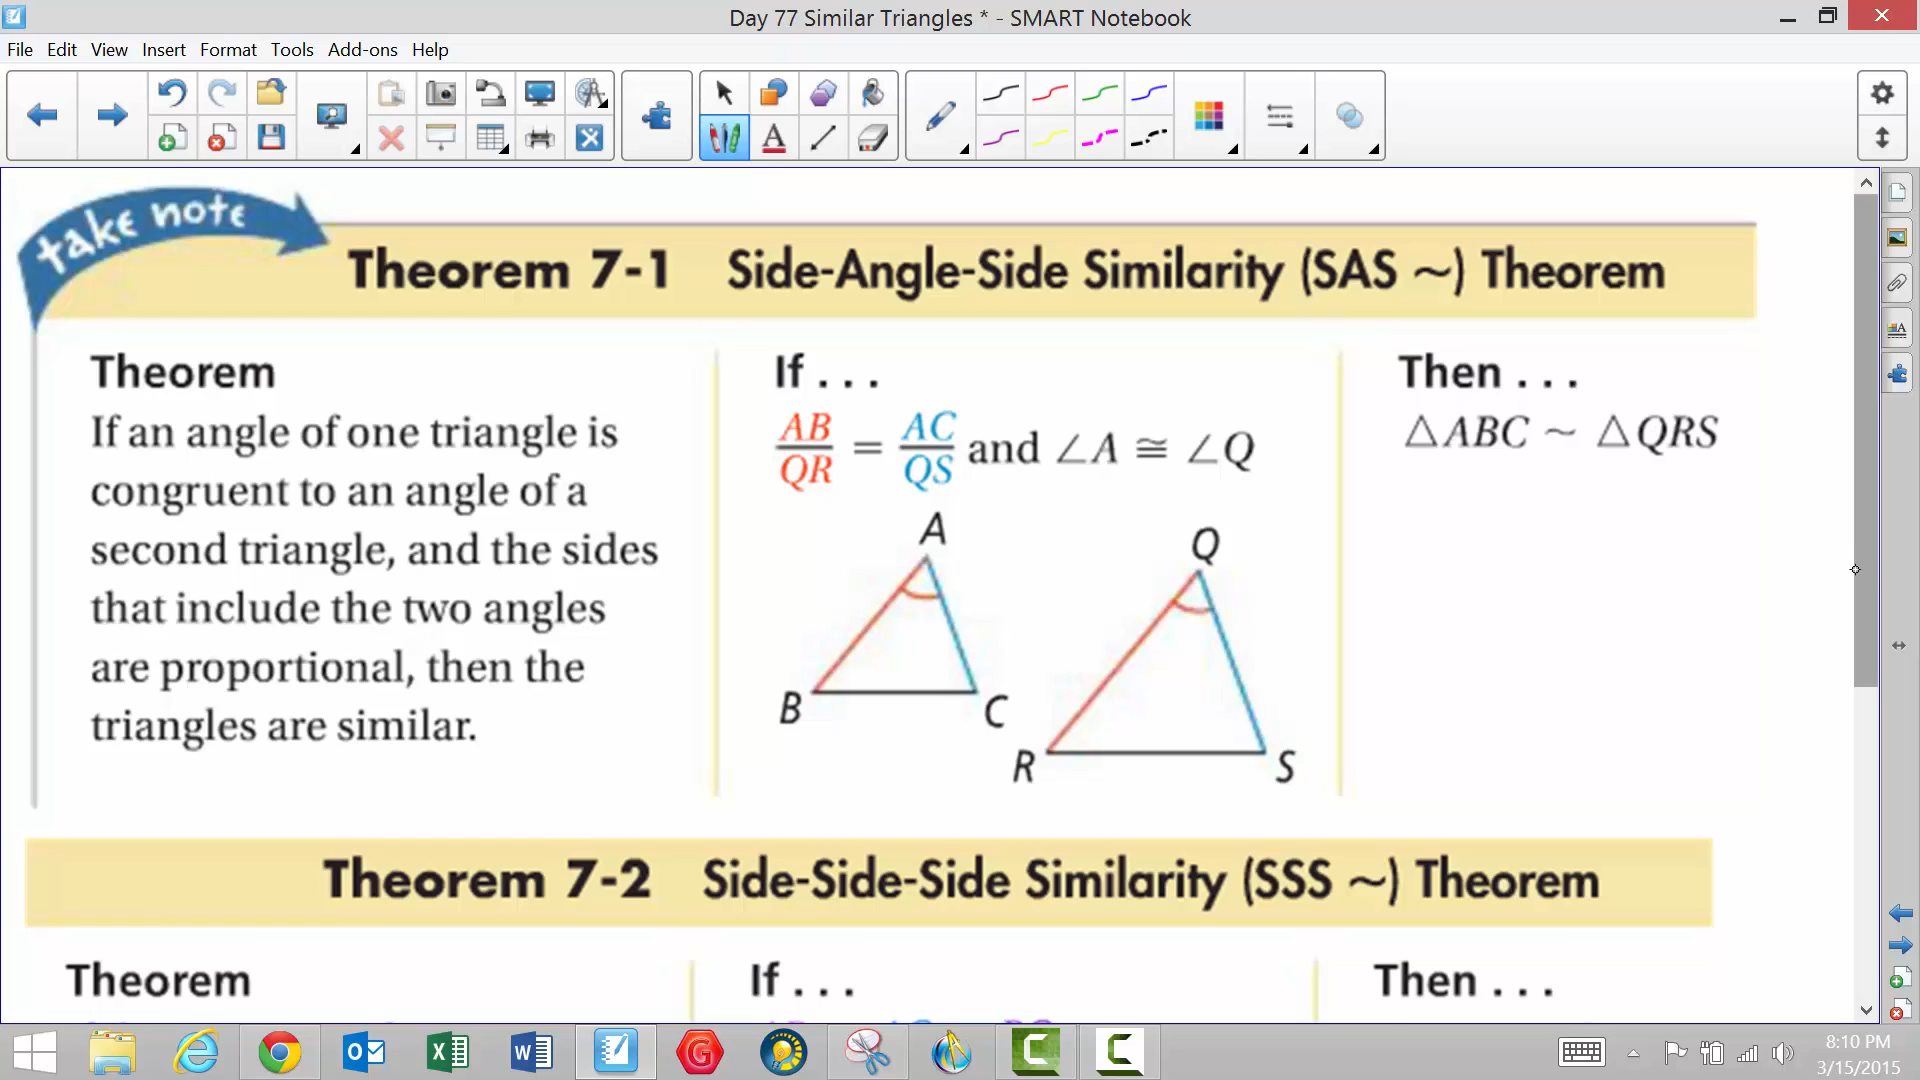 Day 77 Similar Triangles * - SMART Notebook
File Edit View Insert Format Tools Add-ons Help
take note
Theorem 7-1 Side-Angle-Side Similarity (SAS ~) Theorem
Theorem
If an angle of one triangle is
congruent to an angle of a
second triangle, and the sides
that include the two angles
are proportional, then the
triangles are similar.
If . . .
AB/QR = AC/QS and ∠A ≅ ∠Q
A
B
C
Q
R
S
Then . . .
△ABC ~ △QRS
Theorem 7-2 Side-Side-Side Similarity (SSS ~) Theorem
Theorem
If . . .
Then . . .
8:10 PM
3/15/2015